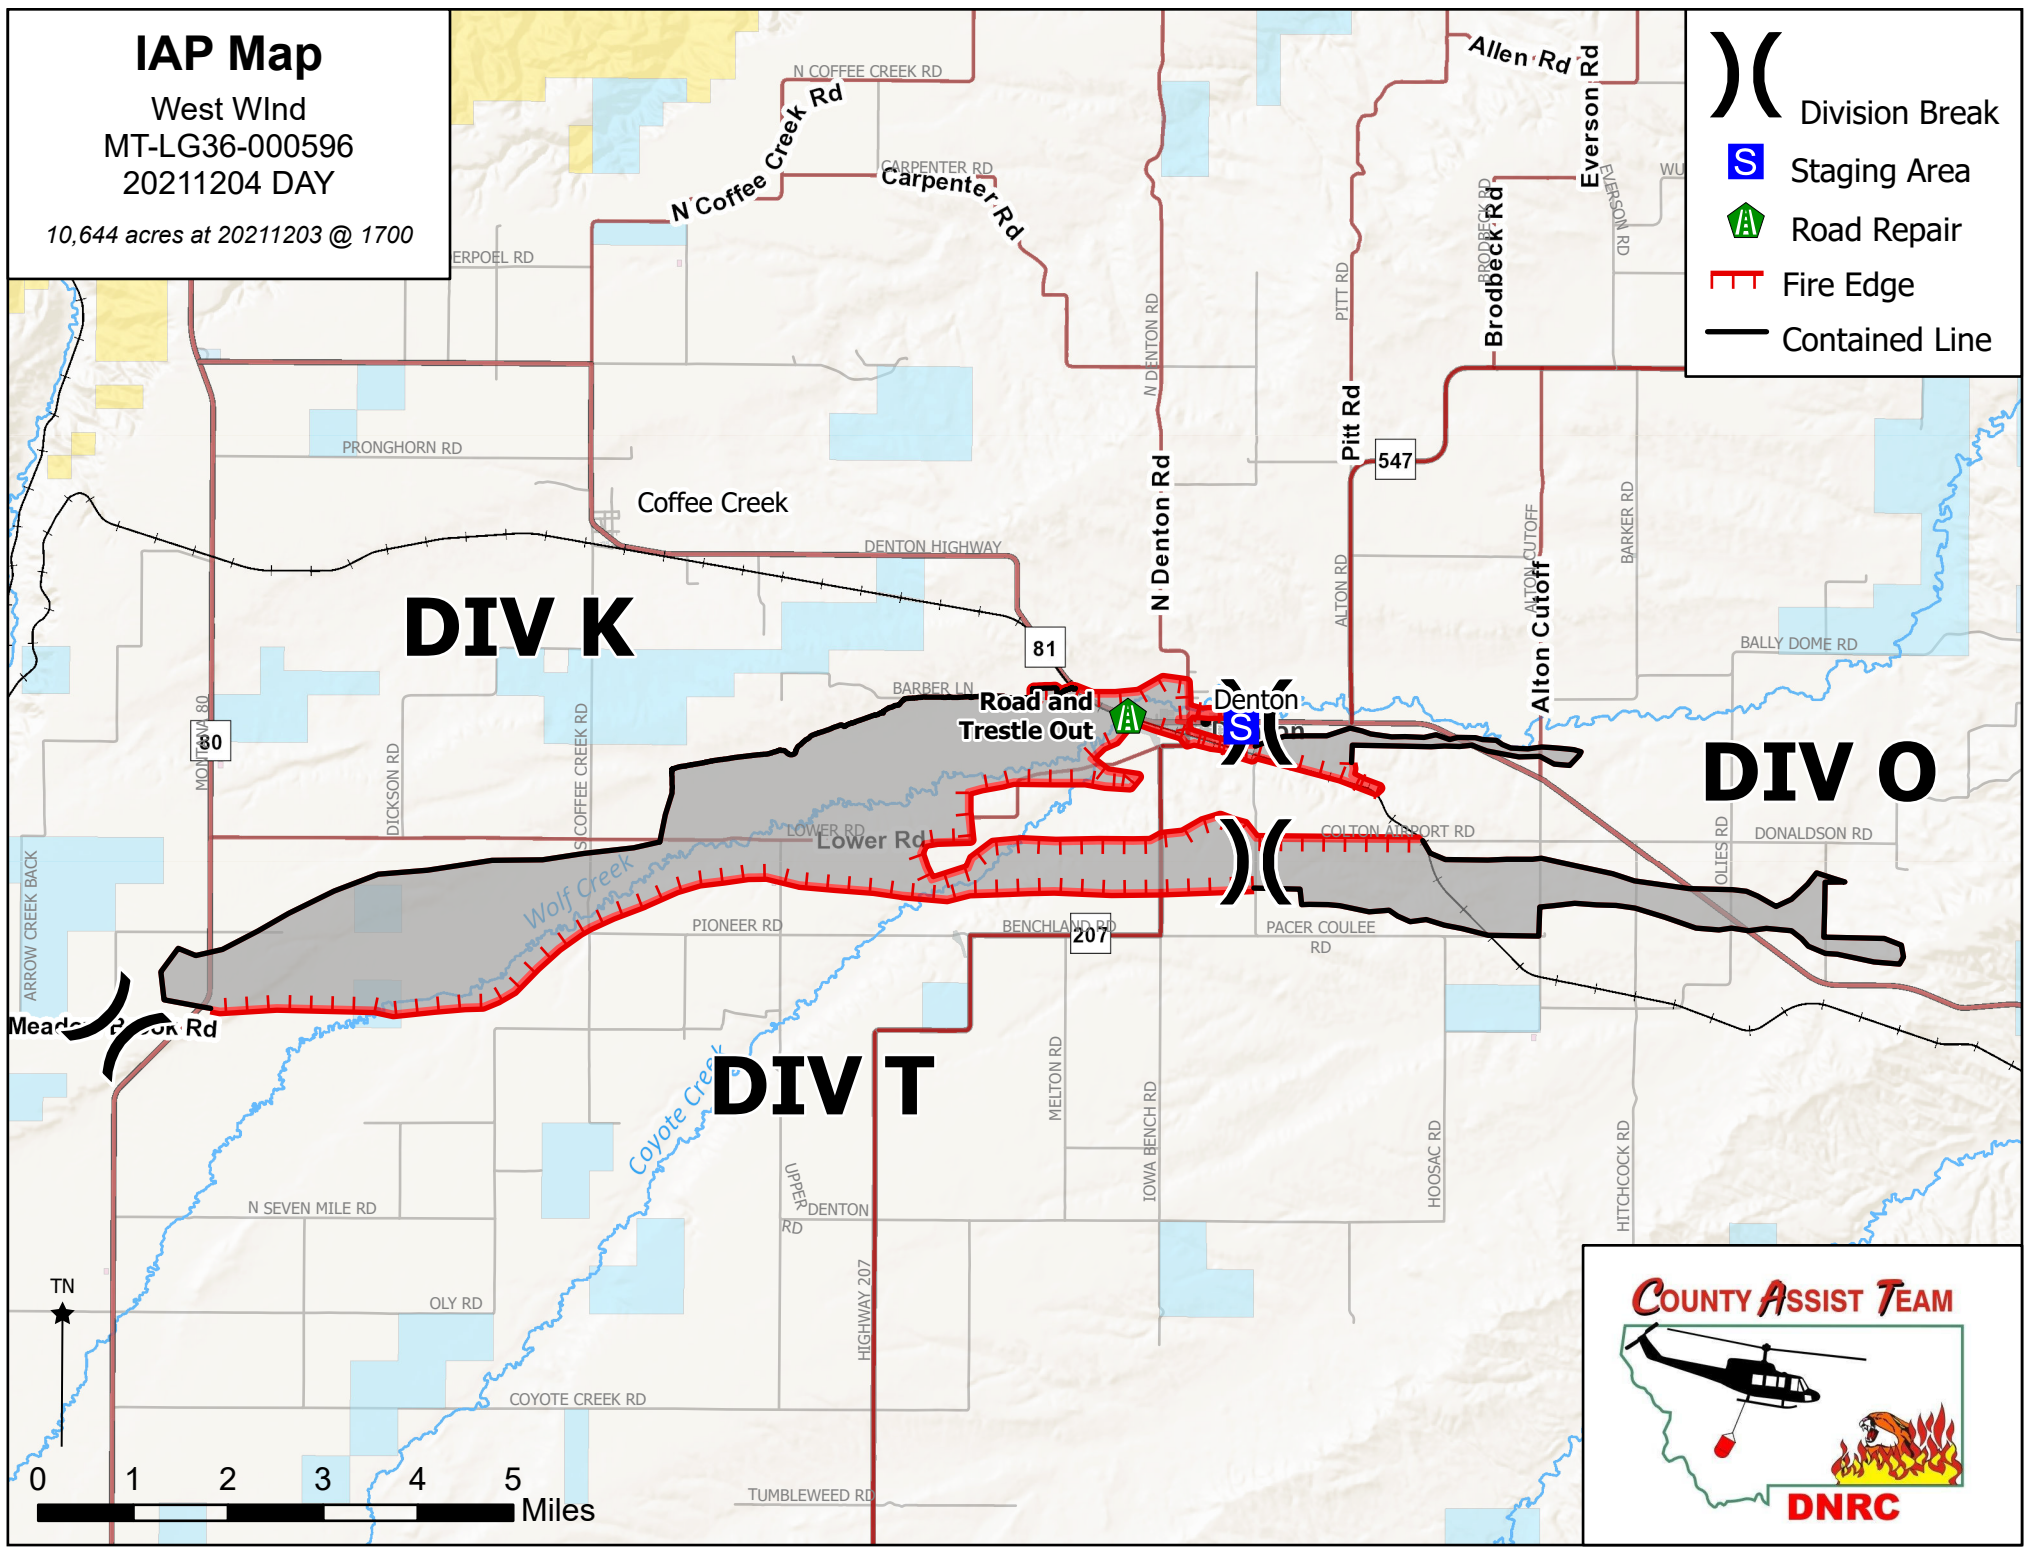 IAP Map
West WInd
MT-LG36-000596
20211204 DAY
10,644 acres at 20211203 @ 1700
Division Break
S
Staging Area
Road Repair
Fire Edge
Contained Line
N COFFEE CREEK RD
N Coffee Creek Rd
CARPENTER RD
Carpenter Rd
Allen Rd
Everson Rd
EVERSON RD
WU
BRODBECK RD
Brodbeck Rd
ERPOEL RD
PITT RD
N DENTON RD
Pitt Rd
547
PRONGHORN RD
Coffee Creek
N Denton Rd
BARKER RD
ALTON CUTOFF
Alton Cutoff
DENTON HIGHWAY
ALTON RD
DIV K
81
BALLY DOME RD
BARBER LN
Road and
Trestle Out
Denton
S
MONTANA 80
80
DICKSON RD
S COFFEE CREEK RD
DIV O
LOWER RD
Lower Rd
COLTON AIRPORT RD
DONALDSON RD
OLIES RD
ARROW CREEK BACK
Wolf Creek
PIONEER RD
BENCHLAND RD
207
PACER COULEE
RD
Meadow Brook Rd
DIV T
Coyote Creek
MELTON RD
IOWA BENCH RD
HOOSAC RD
HITCHCOCK RD
N SEVEN MILE RD
UPPER DENTON
RD
HIGHWAY 207
TN
OLY RD
COYOTE CREEK RD
TUMBLEWEED RD
0 1 2 3 4 5
Miles
COUNTY ASSIST TEAM
DNRC